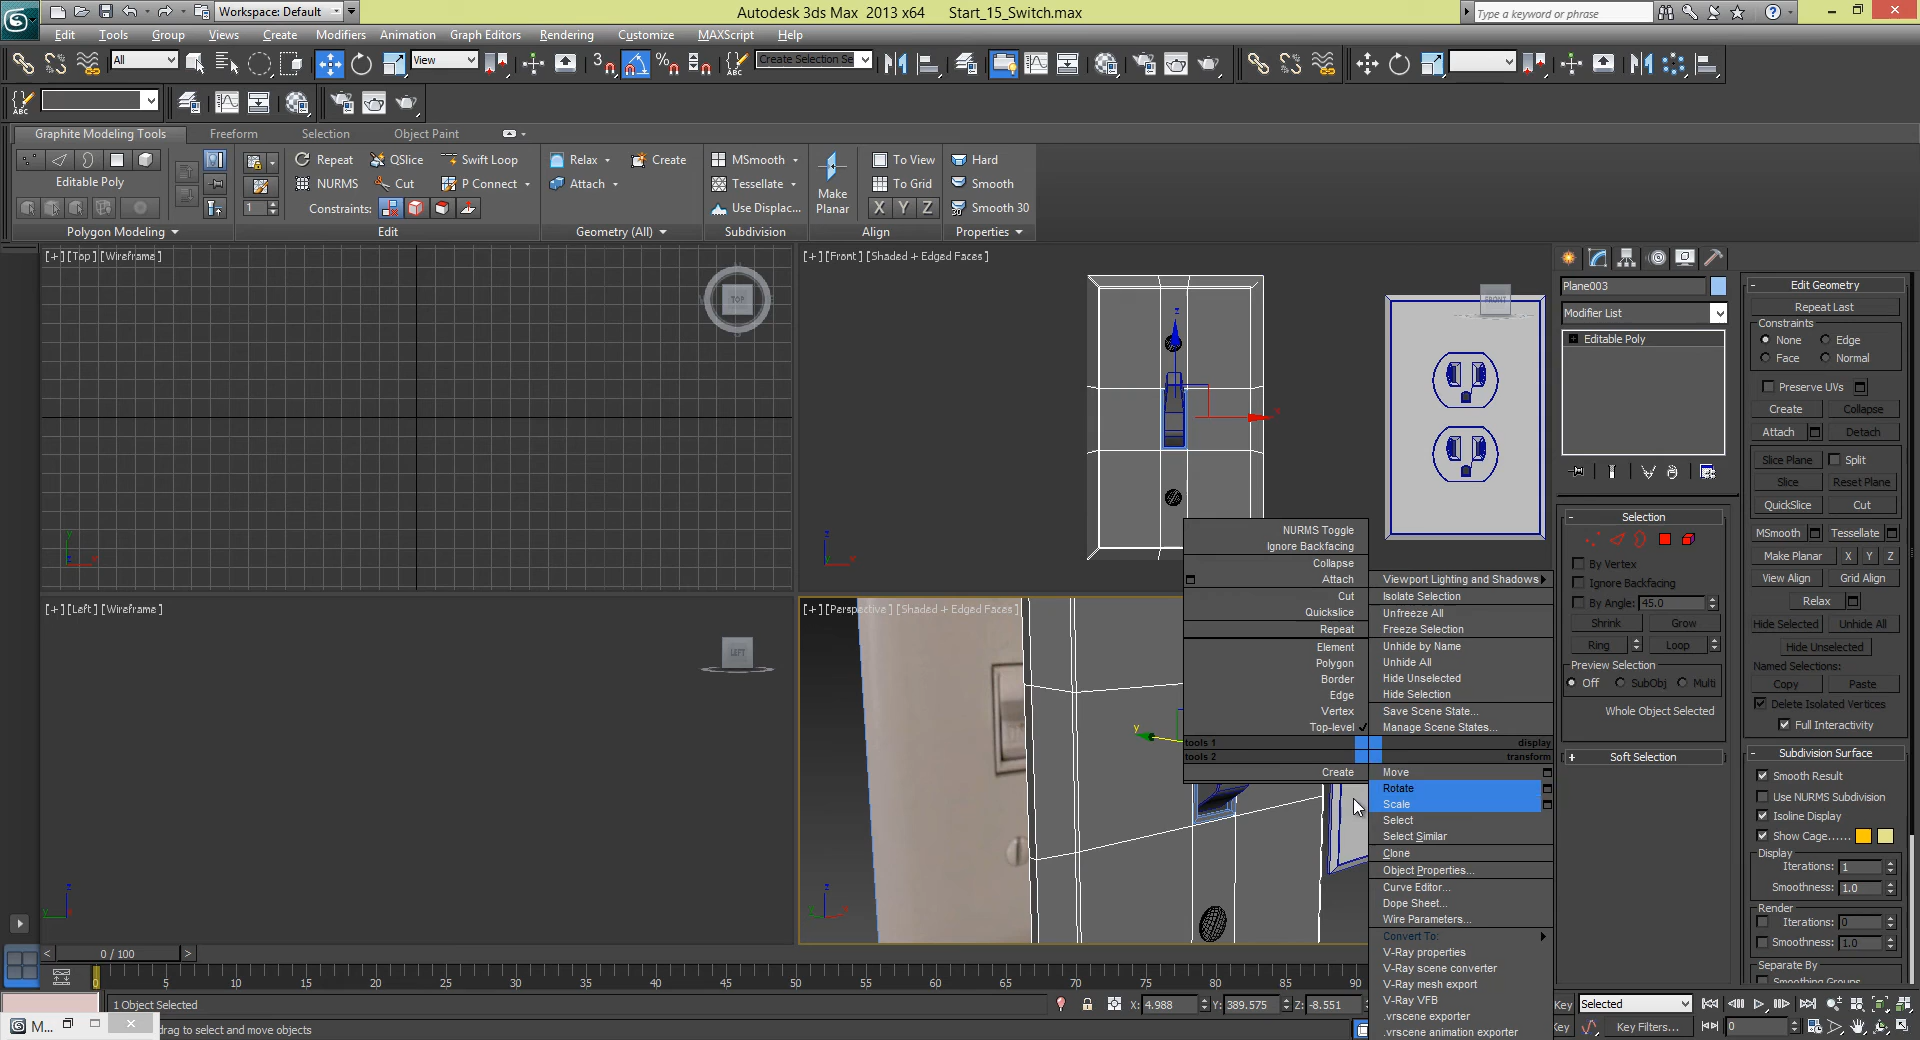 Workspace: Default
Autodesk 3ds Max 2013 x64 Start_15_Switch.max
Type a keyword or phrase
Edit Tools Group Views Create Modifiers Animation Graph Editors Rendering Customize MAXScript Help
All View 3 Create Selection Se
ABC
Graphite Modeling Tools Freeform Selection Object Paint
Repeat QSlice Swift Loop Relax Create MSmooth To View Hard
Editable Poly NURMS Cut P Connect Attach Tessellate Make Planar To Grid Smooth
1 Constraints: Use Displac... X Y Z 30 Smooth 30
Polygon Modeling Edit Geometry (All) Subdivision Align Properties
[+][Top][Wireframe]
TOP
[+][Front][Shaded + Edged Faces]
FRONT
[+][Left][Wireframe]
LEFT
[+][Perspective][Shaded + Edged Faces]
NURMS Toggle
Ignore Backfacing
Collapse
Attach
Cut
Quickslice
Repeat
Element
Polygon
Border
Edge
Vertex
Top-level
tools 1
tools 2
Create
Viewport Lighting and Shadows
Isolate Selection
Unfreeze All
Freeze Selection
Unhide by Name
Unhide All
Hide Unselected
Hide Selection
Save Scene State...
Manage Scene States...
display
transform
Move
Rotate
Scale
Select
Select Similar
Clone
Object Properties...
Curve Editor...
Dope Sheet...
Wire Parameters...
Convert To:
V-Ray properties
V-Ray scene converter
V-Ray mesh export
V-Ray VFB
.vrscene exporter
.vrscene animation exporter
Plane003
Modifier List
Editable Poly
Selection
By Vertex
Ignore Backfacing
By Angle: 45.0
Shrink Grow
Ring Loop
Preview Selection
Off SubObj Multi
Whole Object Selected
Soft Selection
Edit Geometry
Repeat Last
Constraints
None Edge
Face Normal
Preserve UVs
Create Collapse
Attach Detach
Slice Plane Split
Slice Reset Plane
QuickSlice Cut
MSmooth Tessellate
Make Planar X Y Z
View Align Grid Align
Relax
Hide Selected Unhide All
Hide Unselected
Named Selections:
Copy Paste
Delete Isolated Vertices
Full Interactivity
Subdivision Surface
Smooth Result
Use NURMS Subdivision
Isoline Display
Show Cage......
Display
Iterations: 1
Smoothness: 1.0
Render
Iterations: 0
Smoothness: 1.0
Separate By
0 / 100
0 5 10 15 20 25 30 35 40 45 50 55 60 65 70 75 80 85 90
1 Object Selected X: 4.988 Y: 389.575 Z: -8.551 Key Selected
M... drag to select and move objects Key Key Filters... 0